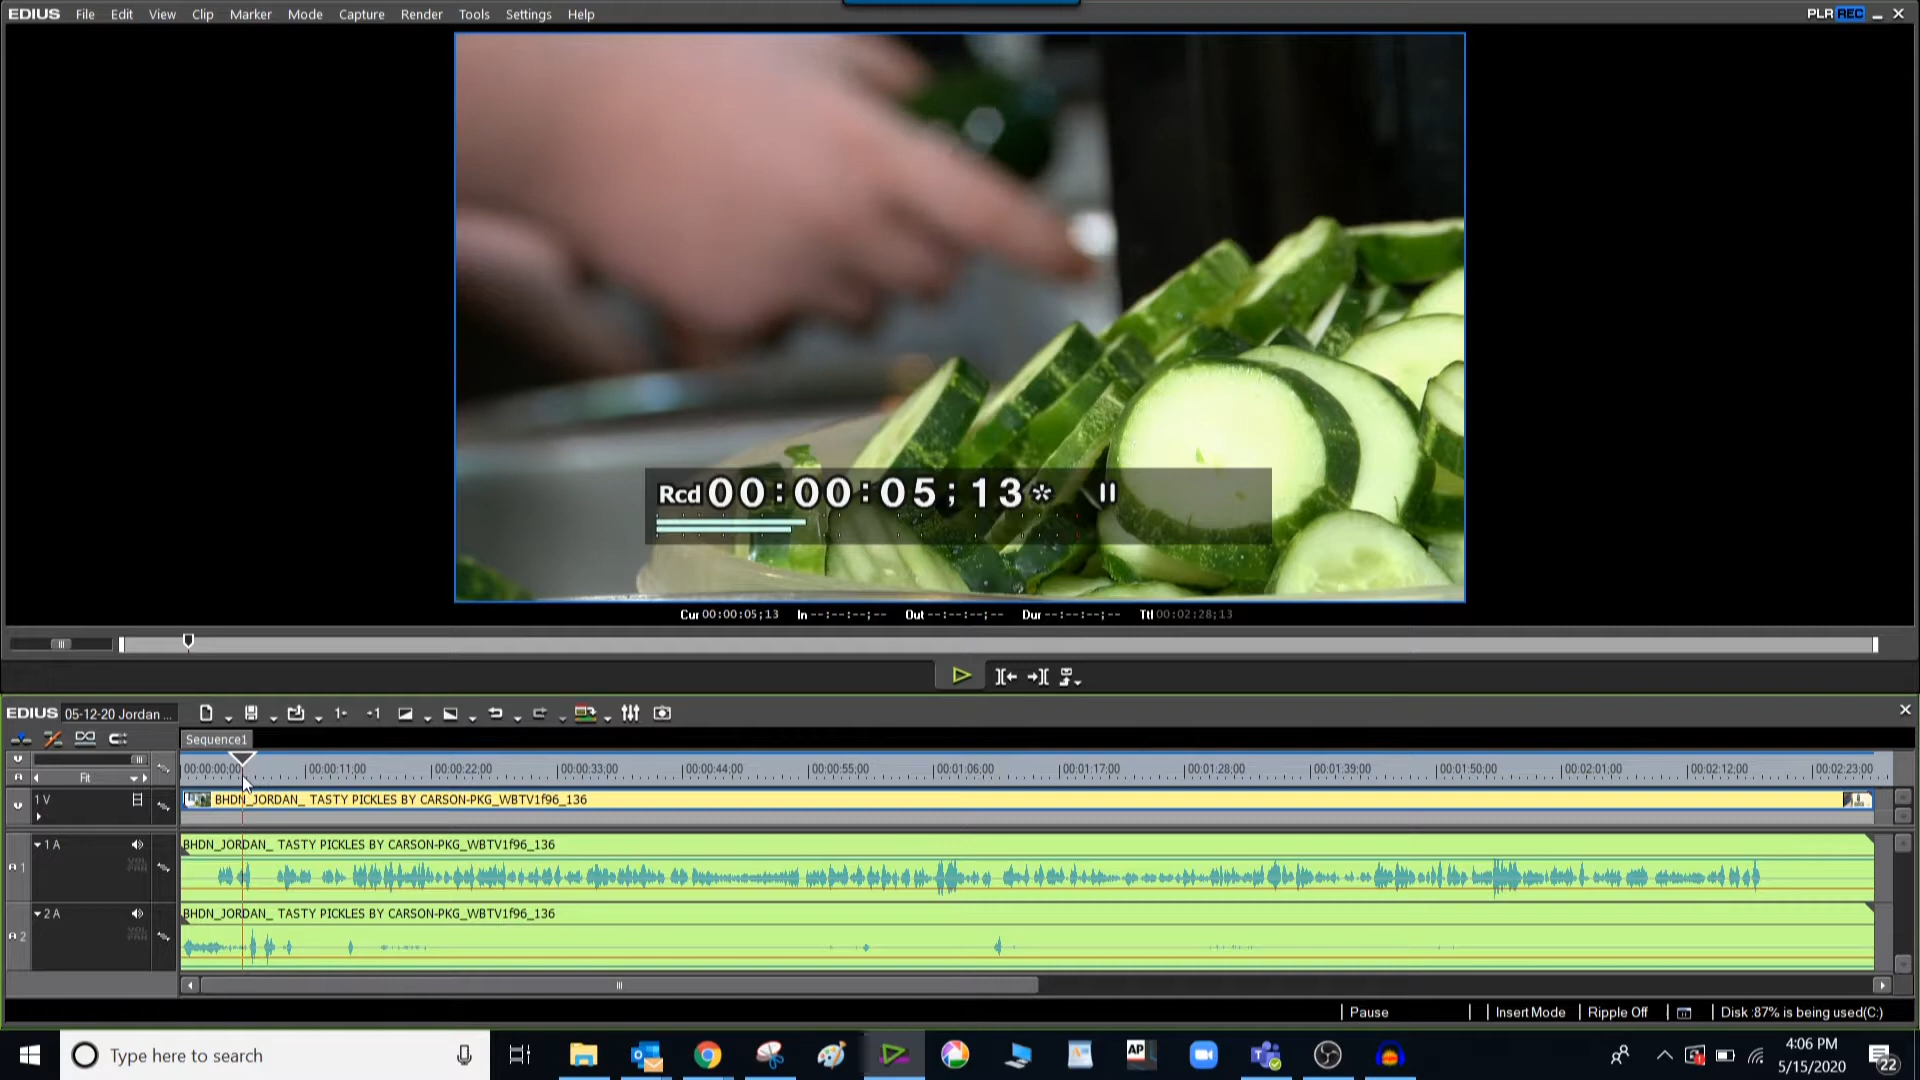 EDIUS File Edit View Clip Marker Mode Capture Render Tools Settings Help PLR REC
Rcd 00:00:05;13* II
Cur 00:00:05;13 In --:--:--;-- Out --:--:--;-- Dur --:--:--;-- Ttl 00:02:28;13
EDIUS 05-12-20 Jordan ...
Sequence1
Fit 00:00:00;00 00:00:11;00 00:00:22;00 00:00:33;00 00:00:44;00 00:00:55;00 00:01:06;00 00:01:17;00 00:01:28;00 00:01:39;00 00:01:50;00 00:02:01;00 00:02:12;00 00:02:23;00
1 V BHDN_JORDAN_ TASTY PICKLES BY CARSON-PKG_WBTV1f96_136
1 A BHDN_JORDAN_ TASTY PICKLES BY CARSON-PKG_WBTV1f96_136
A 1 VOL PAN
2 A BHDN_JORDAN_ TASTY PICKLES BY CARSON-PKG_WBTV1f96_136
A 2 VOL PAN
Pause Insert Mode Ripple Off Disk :87% is being used(C:)
Type here to search AP 4:06 PM
5/15/2020 22